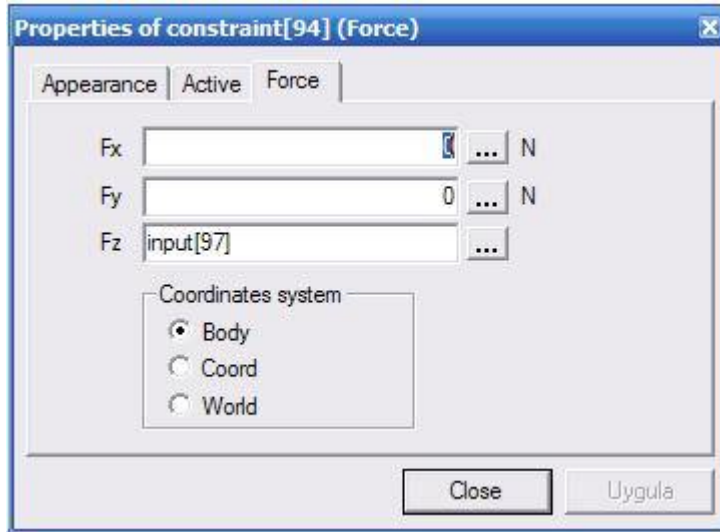 Properties of constraint[94] (Force)
Appearance Active Force
Fx 0 ... N
Fy 0 ... N
Fz input[97] ...
Coordinates system
Body
Coord
World
Close Uygula